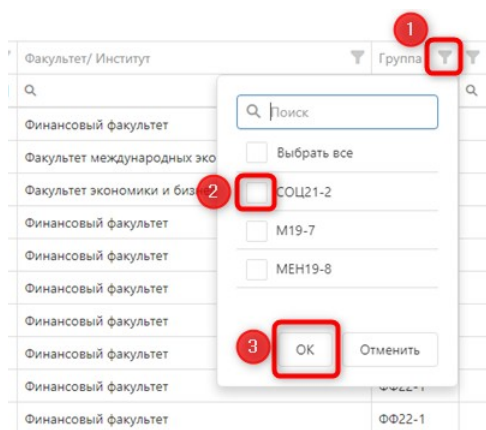 1
Факультет/ Институт Группа
Поиск
Финансовый факультет
Выбрать все
Факультет международных эко
Факультет экономики и бизне
2 СОЦ21-2
Финансовый факультет
М19-7
Финансовый факультет
МЕН19-8
Финансовый факультет
Финансовый факультет
3 ОК Отменить
Финансовый факультет
Финансовый факультет ФФ22-1
Финансовый факультет ФФ22-1